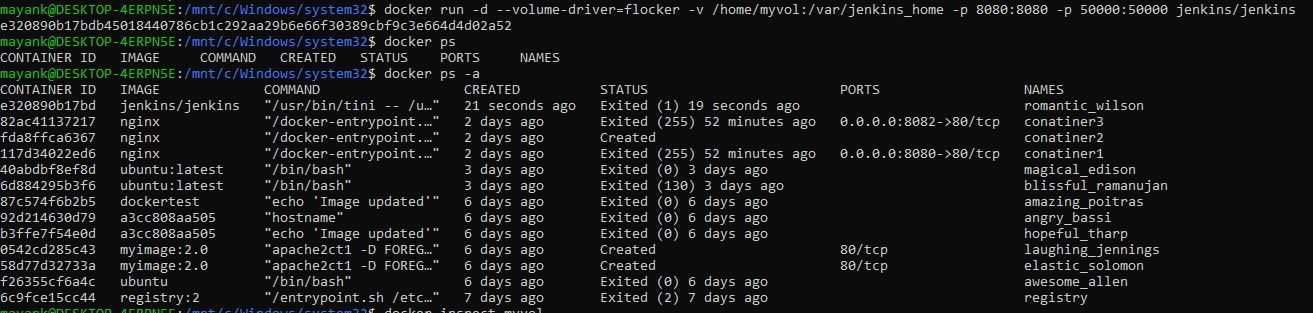 mayank@DESKTOP-4ERPN5E:/mnt/c/Windows/system32$ docker run -d --volume-driver=flocker -v /home/myvol:/var/jenkins_home -p 8080:8080 -p 50000:50000 jenkins/jenkins
e320890b17bdb45018440786cb1c292aa29b6e66f30389cbf9c3e664d4d02a52
mayank@DESKTOP-4ERPN5E:/mnt/c/Windows/system32$ docker ps
CONTAINER ID IMAGE COMMAND CREATED STATUS PORTS NAMES
mayank@DESKTOP-4ERPN5E:/mnt/c/Windows/system32$ docker ps -a
CONTAINER ID IMAGE COMMAND CREATED STATUS PORTS NAMES
e320890b17bd jenkins/jenkins "/usr/bin/tini -- /u…" 21 seconds ago Exited (1) 19 seconds ago romantic_wilson
82ac41137217 nginx "/docker-entrypoint.…" 2 days ago Exited (255) 52 minutes ago 0.0.0.0:8082->80/tcp conatiner3
fda8ffca6367 nginx "/docker-entrypoint.…" 2 days ago Created conatiner2
117d34022ed6 nginx "/docker-entrypoint.…" 2 days ago Exited (255) 52 minutes ago 0.0.0.0:8080->80/tcp conatiner1
40abdbf8ef8d ubuntu:latest "/bin/bash" 3 days ago Exited (0) 3 days ago magical_edison
6d884295b3f6 ubuntu:latest "/bin/bash" 3 days ago Exited (130) 3 days ago blissful_ramanujan
87c574f6b2b5 dockertest "echo 'Image updated'" 6 days ago Exited (0) 6 days ago amazing_poitras
92d214630d79 a3cc808aa505 "hostname" 6 days ago Exited (0) 6 days ago angry_bassi
b3ffe7f54e0d a3cc808aa505 "echo 'Image updated'" 6 days ago Exited (0) 6 days ago hopeful_tharp
0542cd285c43 myimage:2.0 "apache2ct1 -D FOREG…" 6 days ago Created 80/tcp laughing_jennings
58d77d32733a myimage:2.0 "apache2ct1 -D FOREG…" 6 days ago Created 80/tcp elastic_solomon
f26355cf6a4c ubuntu "/bin/bash" 6 days ago Exited (0) 6 days ago awesome_allen
6c9fce15cc44 registry:2 "/entrypoint.sh /etc…" 7 days ago Exited (2) 7 days ago registry
mayank@DESKTOP-4ERPN5E:/mnt/c/Windows/system32$ docker inspect myvol